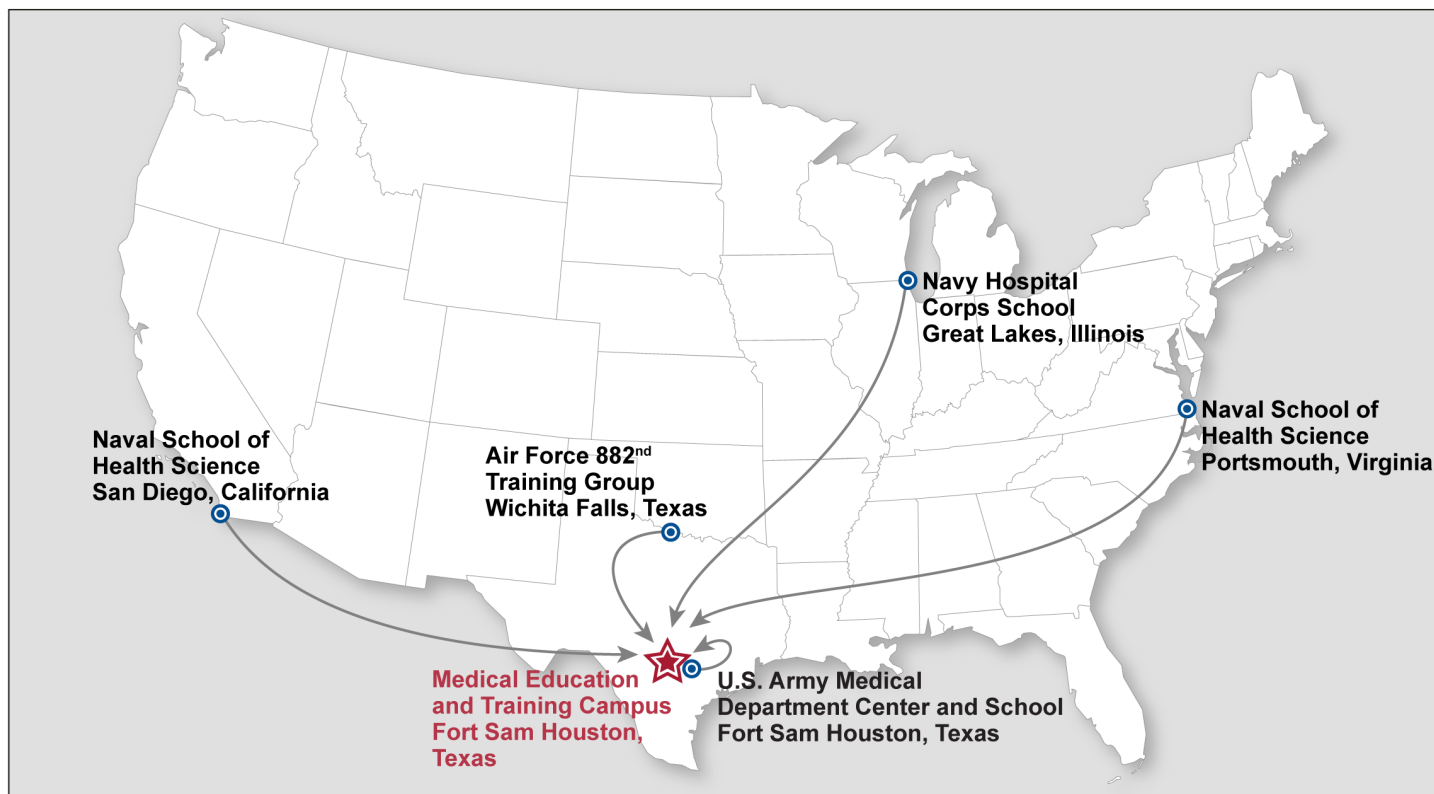 Navy Hospital
Corps School
Great Lakes, Illinois
Naval School of
Health Science
Portsmouth, Virginia
Naval School of
Health Science
San Diego, California
Air Force 882nd
Training Group
Wichita Falls, Texas
Medical Education
and Training Campus
Fort Sam Houston,
Texas
U.S. Army Medical
Department Center and School
Fort Sam Houston, Texas